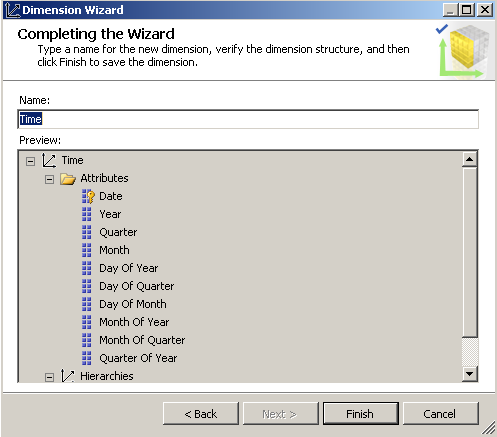 Dimension Wizard
Completing the Wizard
Type a name for the new dimension, verify the dimension structure, and then
click Finish to save the dimension.
Name:
Time
Preview:
Time
Attributes
Date
Year
Quarter
Month
Day Of Year
Day Of Quarter
Day Of Month
Month Of Year
Month Of Quarter
Quarter Of Year
Hierarchies
< Back
Next >
Finish
Cancel